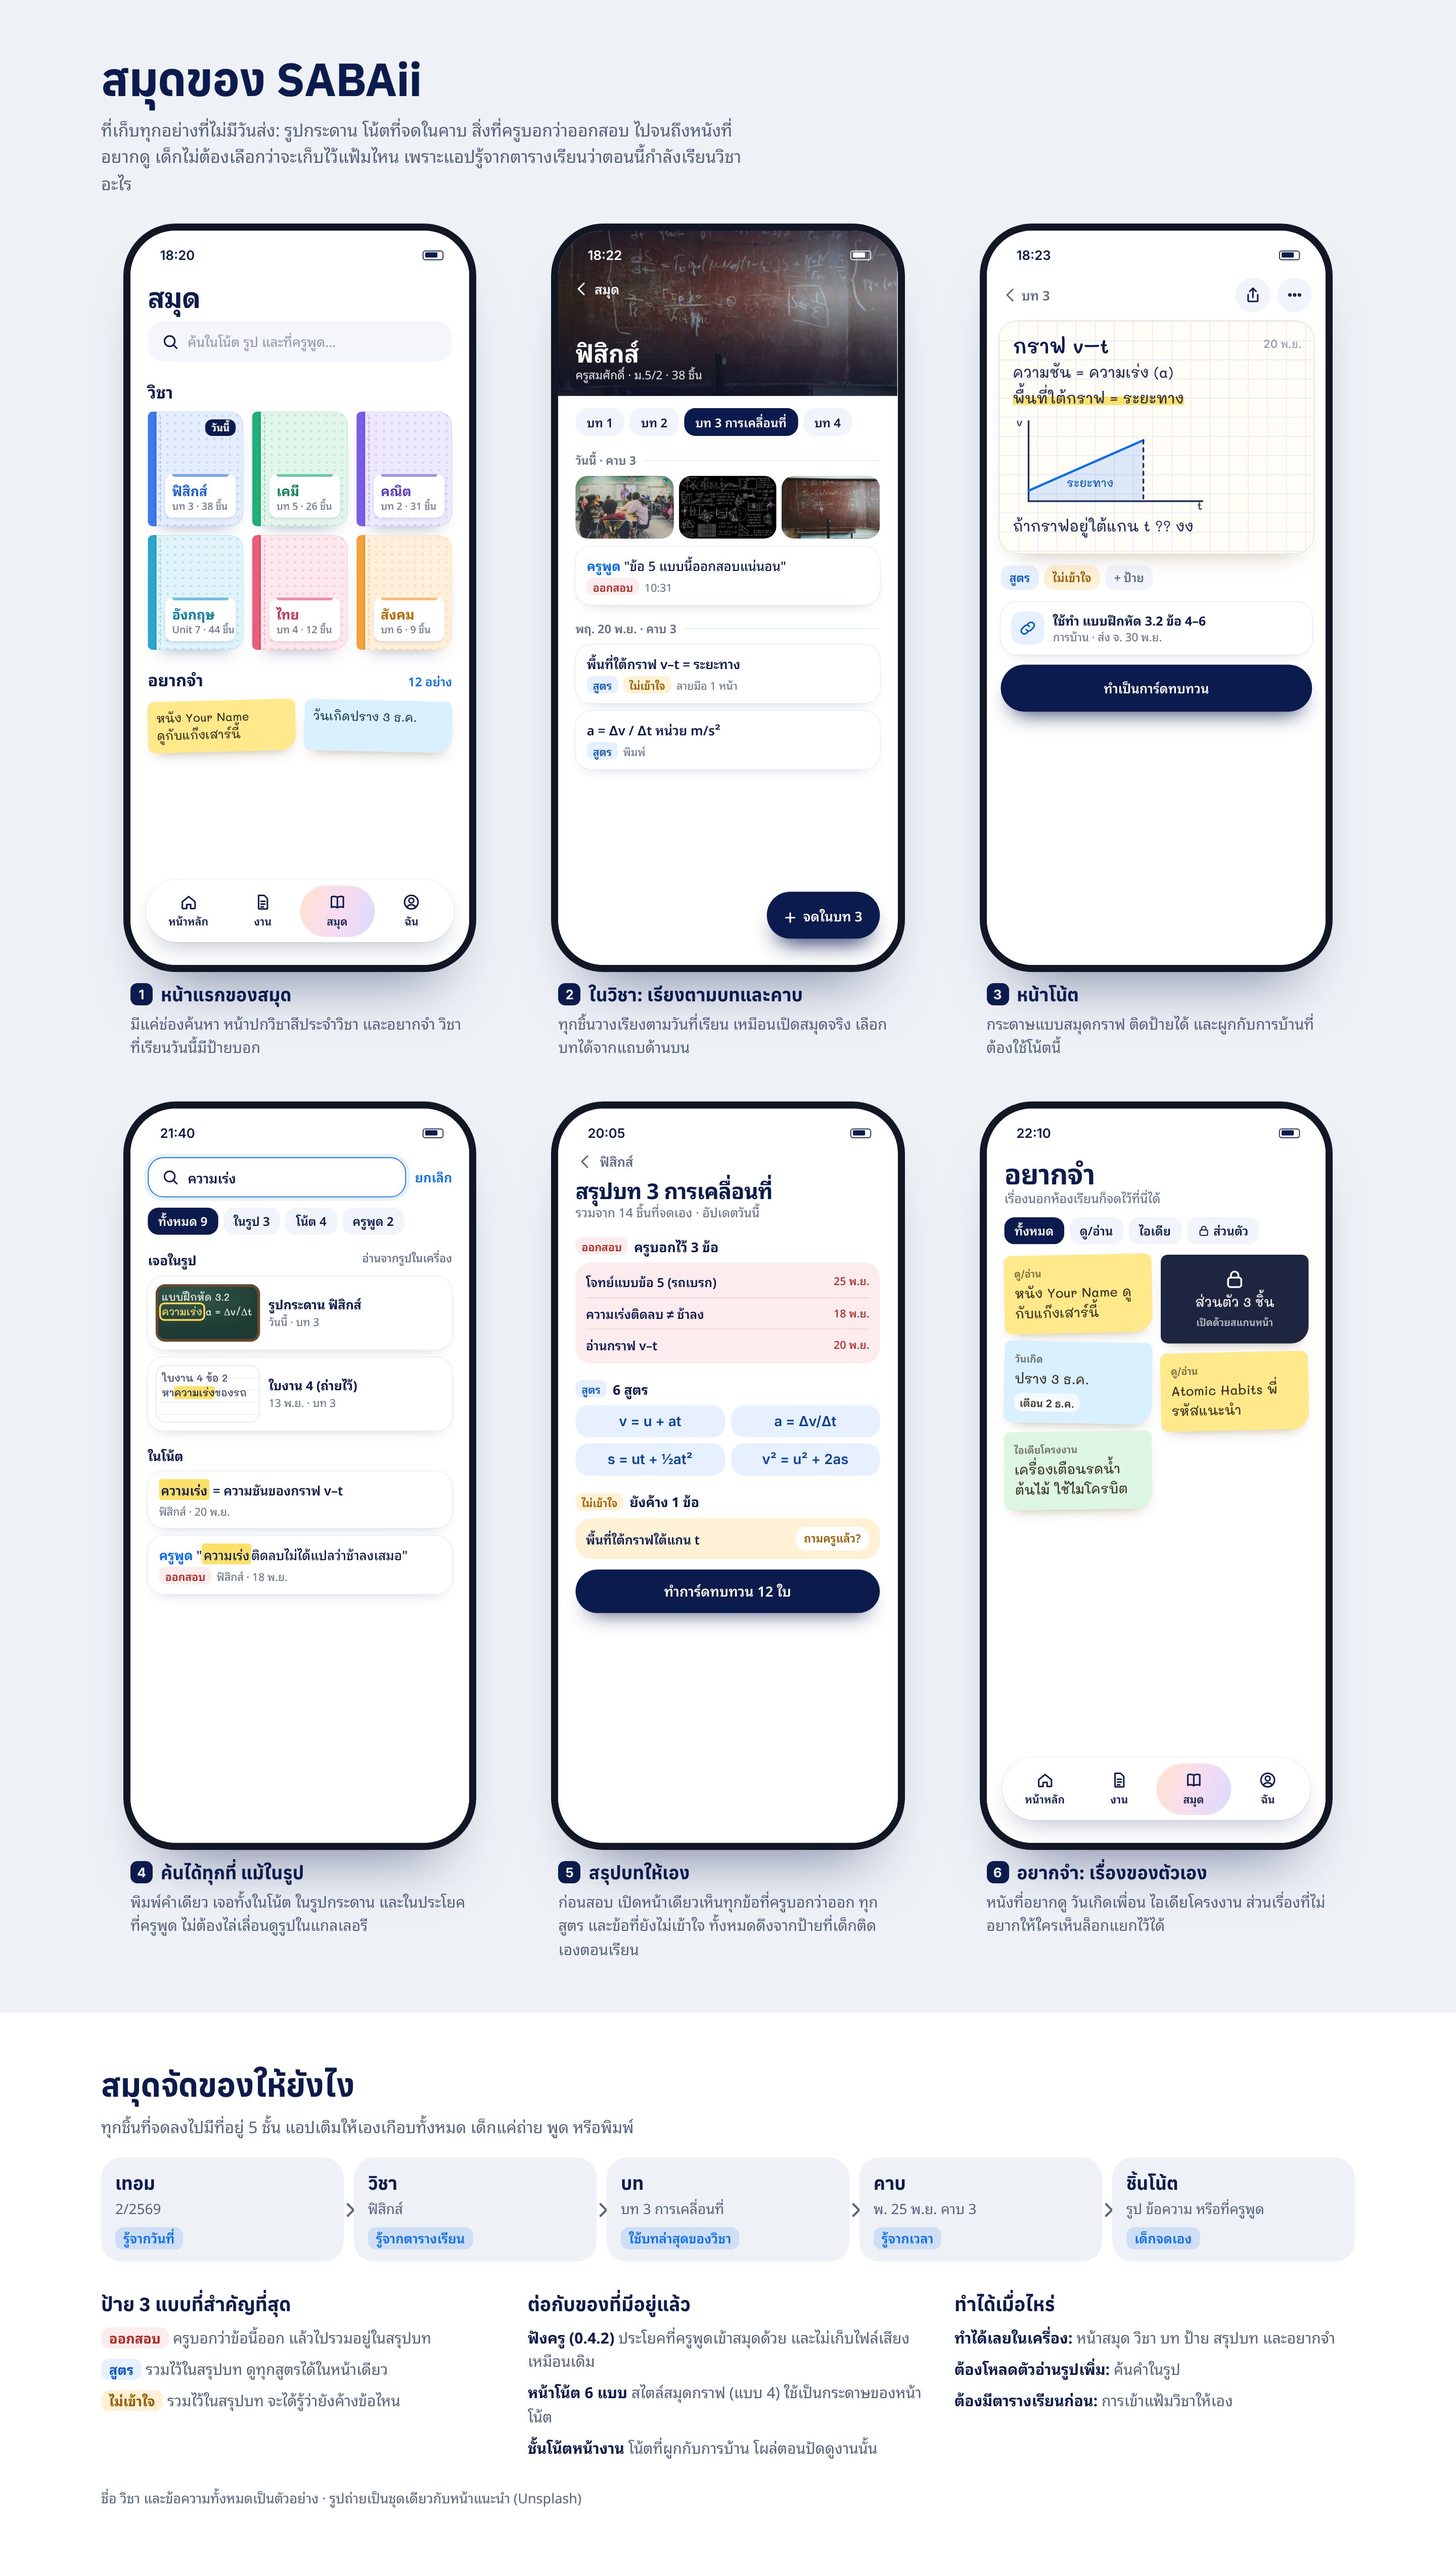 สมุดของ SABAii
ที่เก็บทุกอย่างที่ไม่มีวันส่ง: รูปกระดาน โน้ตที่จดในคาบ สิ่งที่ครูบอกว่าออกสอบ ไปจนถึงหนังที่
อยากดู เด็กไม่ต้องเลือกว่าจะเก็บไว้แฟ้มไหน เพราะแอปรู้จากตารางเรียนว่าตอนนี้กำลังเรียนวิชา
อะไร
18:20
สมุด
ค้นในโน้ต รูป และที่ครูพูด...
วิชา
วันนี้
ฟิสิกส์
บท 3 · 38 ชิ้น
เคมี
บท 5 · 26 ชิ้น
คณิต
บท 2 · 31 ชิ้น
อังกฤษ
Unit 7 · 44 ชิ้น
ไทย
บท 4 · 12 ชิ้น
สังคม
บท 6 · 9 ชิ้น
อยากจำ
12 อย่าง
หนัง Your Name
ดูกับแก๊งเสาร์นี้
วันเกิดปราง 3 ธ.ค.
หน้าหลัก
งาน
สมุด
ฉัน
1 หน้าแรกของสมุด
มีแค่ช่องค้นหา หน้าปกวิชาสีประจำวิชา และอยากจำ วิชา
ที่เรียนวันนี้มีป้ายบอก
18:22
สมุด
ฟิสิกส์
ครูสมศักดิ์ · ม.5/2 · 38 ชิ้น
บท 1
บท 2
บท 3 การเคลื่อนที่
บท 4
วันนี้ · คาบ 3
ครูพูด "ข้อ 5 แบบนี้ออกสอบแน่นอน"
ออกสอบ 10:31
พฤ. 20 พ.ย. · คาบ 3
พื้นที่ใต้กราฟ v–t = ระยะทาง
สูตร ไม่เข้าใจ ลายมือ 1 หน้า
a = Δv / Δt หน่วย m/s²
สูตร พิมพ์
+ จดในบท 3
2 ในวิชา: เรียงตามบทและคาบ
ทุกชิ้นวางเรียงตามวันที่เรียน เหมือนเปิดสมุดจริง เลือก
บทได้จากแถบด้านบน
18:23
บท 3
กราฟ v–t
20 พ.ย.
ความชัน = ความเร่ง (a)
พื้นที่ใต้กราฟ = ระยะทาง
v
ระยะทาง
t
ถ้ากราฟอยู่ใต้แกน t ?? งง
สูตร
ไม่เข้าใจ
+ ป้าย
ใช้ทำ แบบฝึกหัด 3.2 ข้อ 4–6
การบ้าน · ส่ง จ. 30 พ.ย.
ทำเป็นการ์ดทบทวน
3 หน้าโน้ต
กระดาษแบบสมุดกราฟ ติดป้ายได้ และผูกกับการบ้านที่
ต้องใช้โน้ตนี้
21:40
ความเร่ง
ยกเลิก
ทั้งหมด 9
ในรูป 3
โน้ต 4
ครูพูด 2
เจอในรูป
อ่านจากรูปในเครื่อง
แบบฝึกหัด 3.2
ความเร่ง a = Δv/Δt
รูปกระดาน ฟิสิกส์
วันนี้ · บท 3
ใบงาน 4 ข้อ 2
หาความเร่งของรถ
ใบงาน 4 (ถ่ายไว้)
13 พ.ย. · บท 3
ในโน้ต
ความเร่ง = ความชันของกราฟ v–t
ฟิสิกส์ · 20 พ.ย.
ครูพูด "ความเร่งติดลบไม่ได้แปลว่าช้าลงเสมอ"
ออกสอบ ฟิสิกส์ · 18 พ.ย.
4 ค้นได้ทุกที่ แม้ในรูป
พิมพ์คำเดียว เจอทั้งในโน้ต ในรูปกระดาน และในประโยค
ที่ครูพูด ไม่ต้องไล่เลื่อนดูรูปในแกลเลอรี
20:05
ฟิสิกส์
สรุปบท 3 การเคลื่อนที่
รวมจาก 14 ชิ้นที่จดเอง · อัปเดตวันนี้
ออกสอบ ครูบอกไว้ 3 ข้อ
โจทย์แบบข้อ 5 (รถเบรก)
25 พ.ย.
ความเร่งติดลบ ≠ ช้าลง
18 พ.ย.
อ่านกราฟ v–t
20 พ.ย.
สูตร 6 สูตร
v = u + at
a = Δv/Δt
s = ut + ½at²
v² = u² + 2as
ไม่เข้าใจ ยังค้าง 1 ข้อ
พื้นที่ใต้กราฟใต้แกน t
ถามครูแล้ว?
ทำการ์ดทบทวน 12 ใบ
5 สรุปบทให้เอง
ก่อนสอบ เปิดหน้าเดียวเห็นทุกข้อที่ครูบอกว่าออก ทุก
สูตร และข้อที่ยังไม่เข้าใจ ทั้งหมดดึงจากป้ายที่เด็กติด
เองตอนเรียน
22:10
อยากจำ
เรื่องนอกห้องเรียนก็จดไว้ที่นี่ได้
ทั้งหมด
ดู/อ่าน
ไอเดีย
ส่วนตัว
ดู/อ่าน
หนัง Your Name ดู
กับแก๊งเสาร์นี้
ส่วนตัว 3 ชิ้น
เปิดด้วยสแกนหน้า
วันเกิด
ปราง 3 ธ.ค.
เตือน 2 ธ.ค.
ดู/อ่าน
Atomic Habits พี่
รหัสแนะนำ
ไอเดียโครงงาน
เครื่องเตือนรดน้ำ
ต้นไม้ ใช้ไมโครบิต
หน้าหลัก
งาน
สมุด
ฉัน
6 อยากจำ: เรื่องของตัวเอง
หนังที่อยากดู วันเกิดเพื่อน ไอเดียโครงงาน ส่วนเรื่องที่ไม่
อยากให้ใครเห็นล็อกแยกไว้ได้
สมุดจัดของให้ยังไง
ทุกชิ้นที่จดลงไปมีที่อยู่ 5 ชั้น แอปเติมให้เองเกือบทั้งหมด เด็กแค่ถ่าย พูด หรือพิมพ์
เทอม
2/2569
รู้จากวันที่
วิชา
ฟิสิกส์
รู้จากตารางเรียน
บท
บท 3 การเคลื่อนที่
ใช้บทล่าสุดของวิชา
คาบ
พ. 25 พ.ย. คาบ 3
รู้จากเวลา
ชิ้นโน้ต
รูป ข้อความ หรือที่ครูพูด
เด็กจดเอง
ป้าย 3 แบบที่สำคัญที่สุด
ออกสอบ ครูบอกว่าข้อนี้ออก แล้วไปรวมอยู่ในสรุปบท
สูตร รวมไว้ในสรุปบท ดูทุกสูตรได้ในหน้าเดียว
ไม่เข้าใจ รวมไว้ในสรุปบท จะได้รู้ว่ายังค้างข้อไหน
ต่อกับของที่มีอยู่แล้ว
ฟังครู (0.4.2) ประโยคที่ครูพูดเข้าสมุดด้วย และไม่เก็บไฟล์เสียง
เหมือนเดิม
หน้าโน้ต 6 แบบ สไตล์สมุดกราฟ (แบบ 4) ใช้เป็นกระดาษของหน้า
โน้ต
ชั้นโน้ตหน้างาน โน้ตที่ผูกกับการบ้าน โผล่ตอนปัดดูงานนั้น
ทำได้เมื่อไหร่
ทำได้เลยในเครื่อง: หน้าสมุด วิชา บท ป้าย สรุปบท และอยากจำ
ต้องโหลดตัวอ่านรูปเพิ่ม: ค้นคำในรูป
ต้องมีตารางเรียนก่อน: การเข้าแฟ้มวิชาให้เอง
ชื่อ วิชา และข้อความทั้งหมดเป็นตัวอย่าง · รูปถ่ายเป็นชุดเดียวกับหน้าแนะนำ (Unsplash)